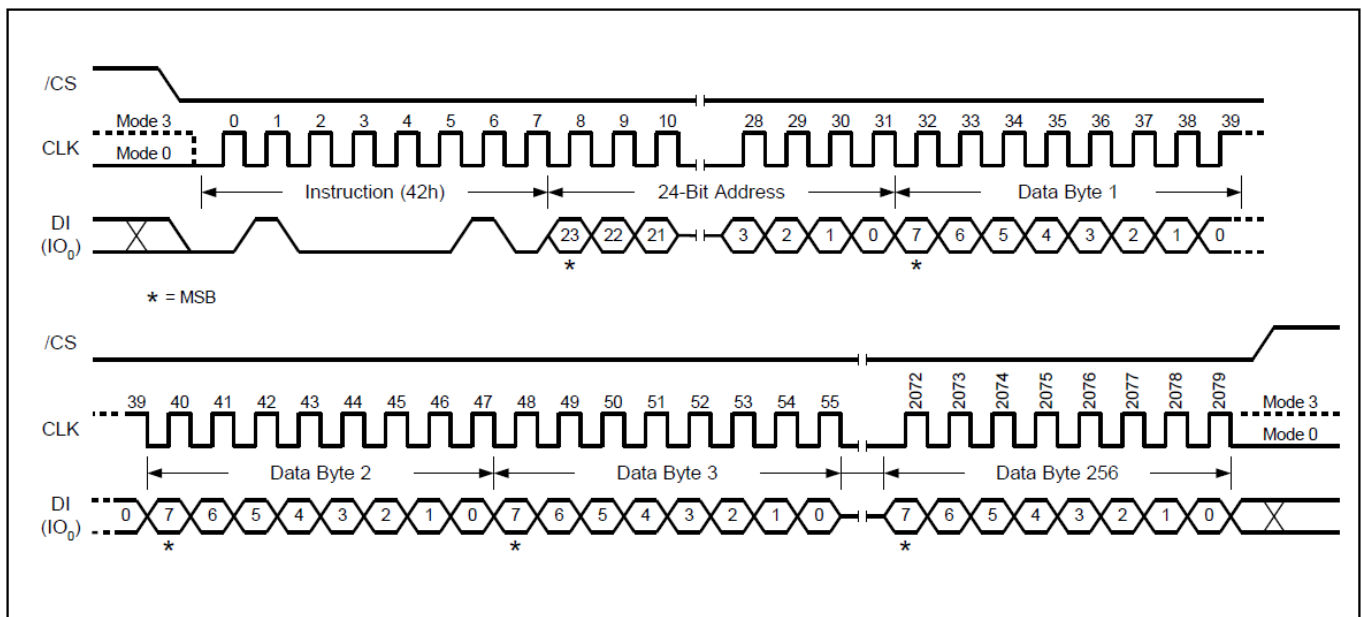 /CS
Mode 3 0 1 2 3 4 5 6 7 8 9 10 28 29 30 31 32 33 34 35 36 37 38 39
CLK
Mode 0
Instruction (42h) 24-Bit Address Data Byte 1
DI
(IO0) 23 22 21 3 2 1 0 7 6 5 4 3 2 1 0
* *
* = MSB
/CS
39 40 41 42 43 44 45 46 47 48 49 50 51 52 53 54 55 2072 2073 2074 2075 2076 2077 2078 2079 Mode 3
CLK
Mode 0
Data Byte 2 Data Byte 3 Data Byte 256
DI
(IO0) 0 7 6 5 4 3 2 1 0 7 6 5 4 3 2 1 0 7 6 5 4 3 2 1 0
* * *